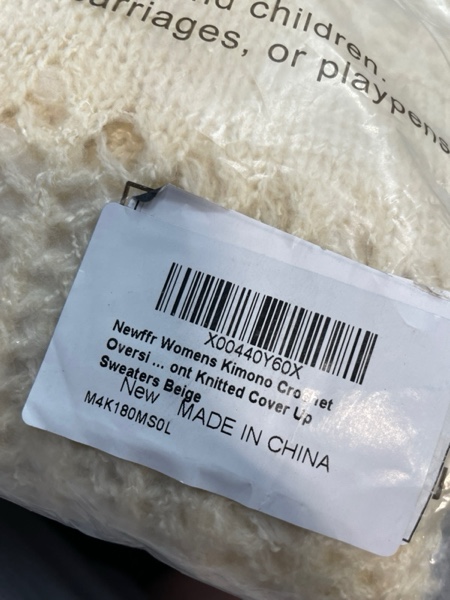 nd children.
carriages, or playpens
X00440Y60X
Newffr Womens Kimono Crochet
Oversi ... ont Knitted Cover Up
Sweaters Beige
New MADE IN CHINA
M4K180MS0L